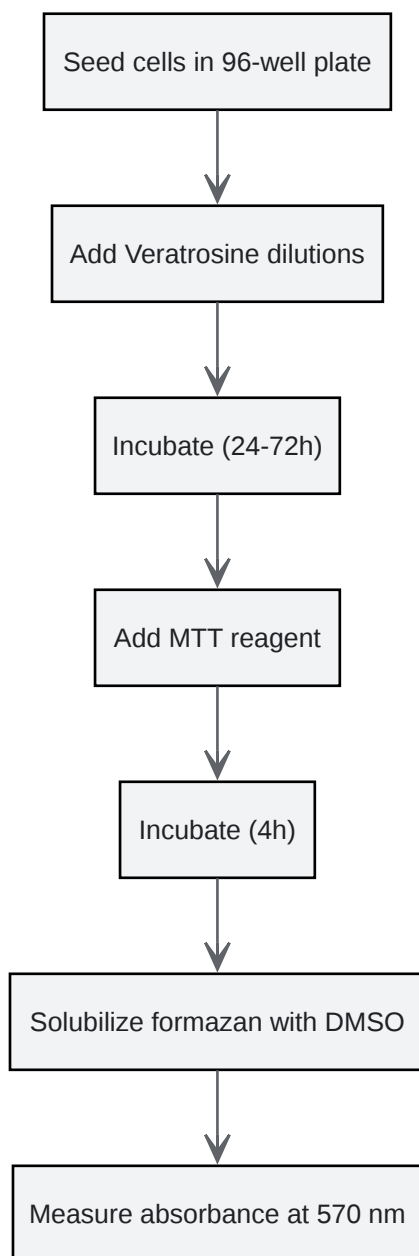 Seed cells in 96-well plate
Add Veratrosine dilutions
Incubate (24-72h)
Add MTT reagent
Incubate (4h)
Solubilize formazan with DMSO
Measure absorbance at 570 nm